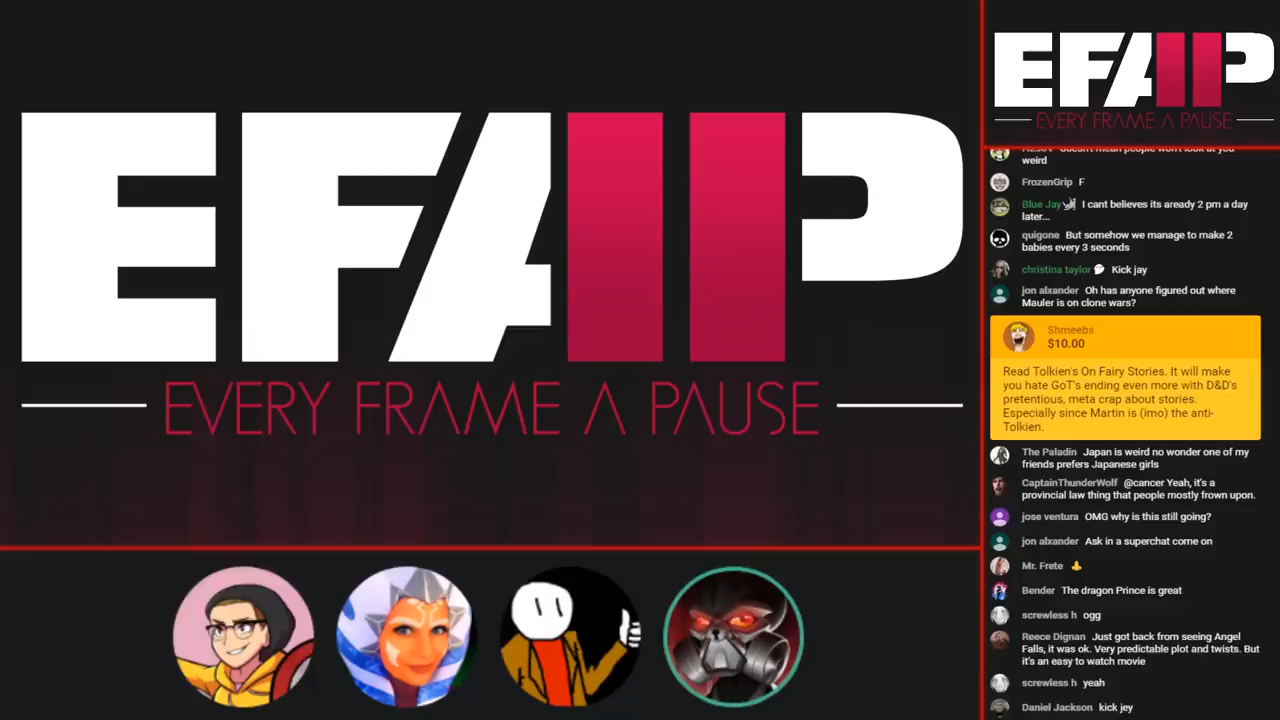 EFAP
EVERY FRAME A PAUSE
EFAP
EVERY FRAME A PAUSE
doesn't mean people won't look at you
weird
FrozenGrip F
Blue Jay I cant believes its aready 2 pm a day
later...
quigone But somehow we manage to make 2
babies every 3 seconds
christina taylor Kick jay
jon alxander Oh has anyone figured out where
Mauler is on clone wars?
Shmeebs
$10.00
Read Tolkien's On Fairy Stories. It will make
you hate GoT's ending even more with D&D's
pretentious, meta crap about stories.
Especially since Martin is (imo) the anti-
Tolkien.
The Paladin Japan is weird no wonder one of my
friends prefers Japanese girls
CaptainThunderWolf @cancer Yeah, it's a
provincial law thing that people mostly frown upon.
jose ventura OMG why is this still going?
jon alxander Ask in a superchat come on
Mr. Frete
Bender The dragon Prince is great
screwless h ogg
Reece Dignan Just got back from seeing Angel
Falls, it was ok. Very predictable plot and twists. But
it's an easy to watch movie
screwless h yeah
Daniel Jackson kick jey